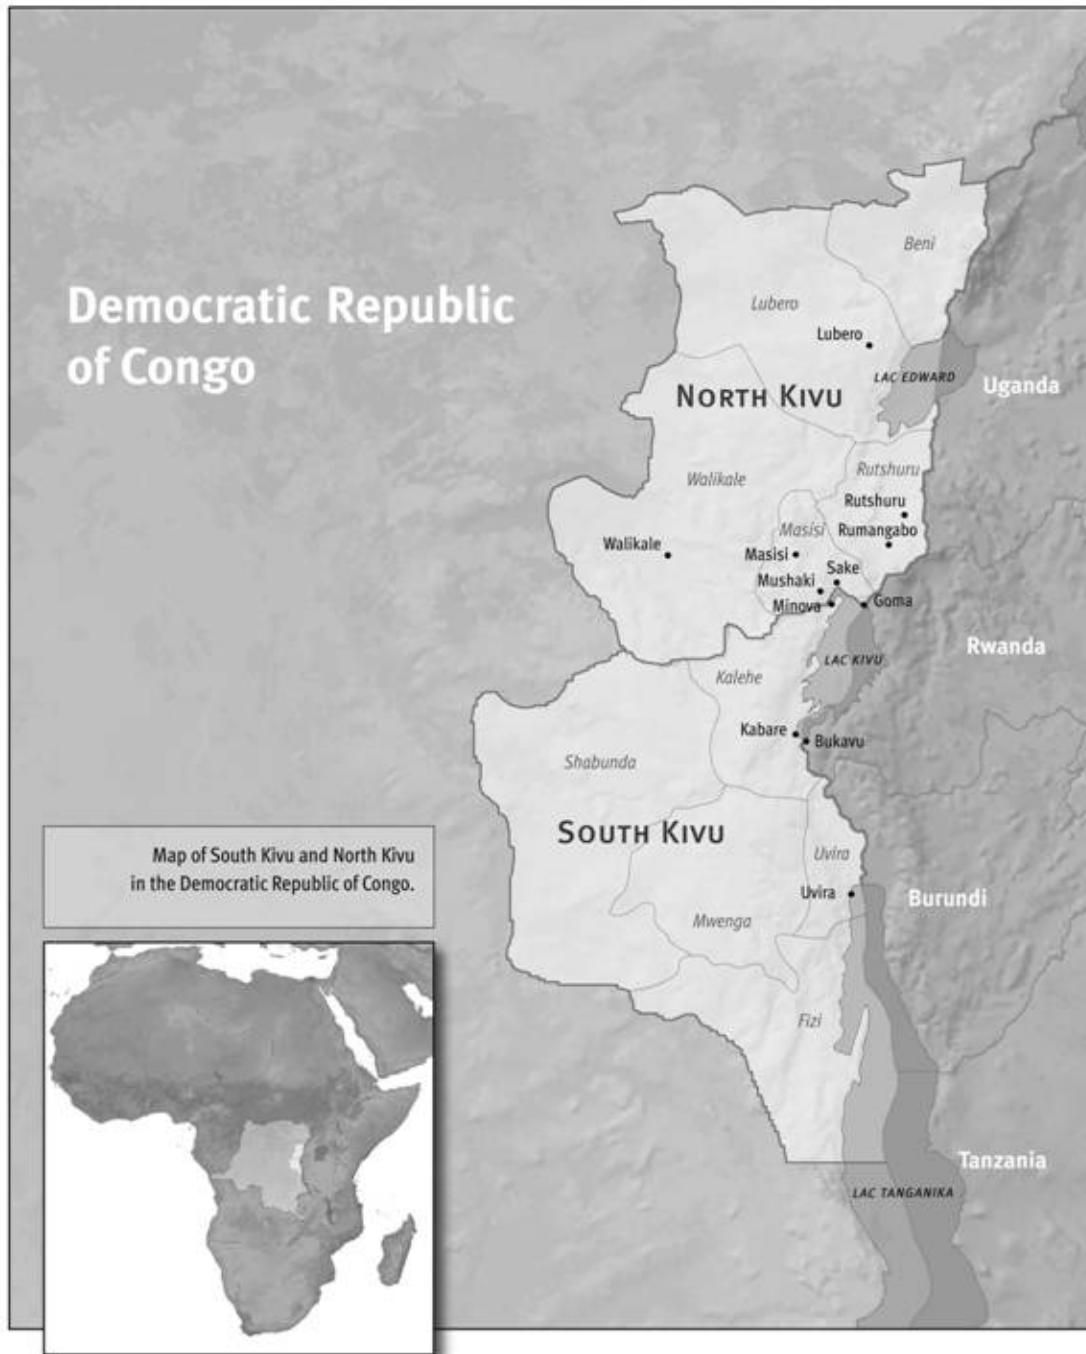 Beni
Democratic Republic
of Congo
Lubero
Lubero
LAC EDWARD
Uganda
NORTH KIVU
Rutshuru
Walikale
Rutshuru
Masisi
Rumangabo
Walikale
Masisi
Sake
Mushaki
Minova
Goma
Rwanda
LAC KIVU
Kalehe
Kabare
Bukavu
Shabunda
SOUTH KIVU
Uvira
Map of South Kivu and North Kivu
in the Democratic Republic of Congo.
Uvira
Burundi
Mwenga
Fizi
Tanzania
LAC TANGANIKA